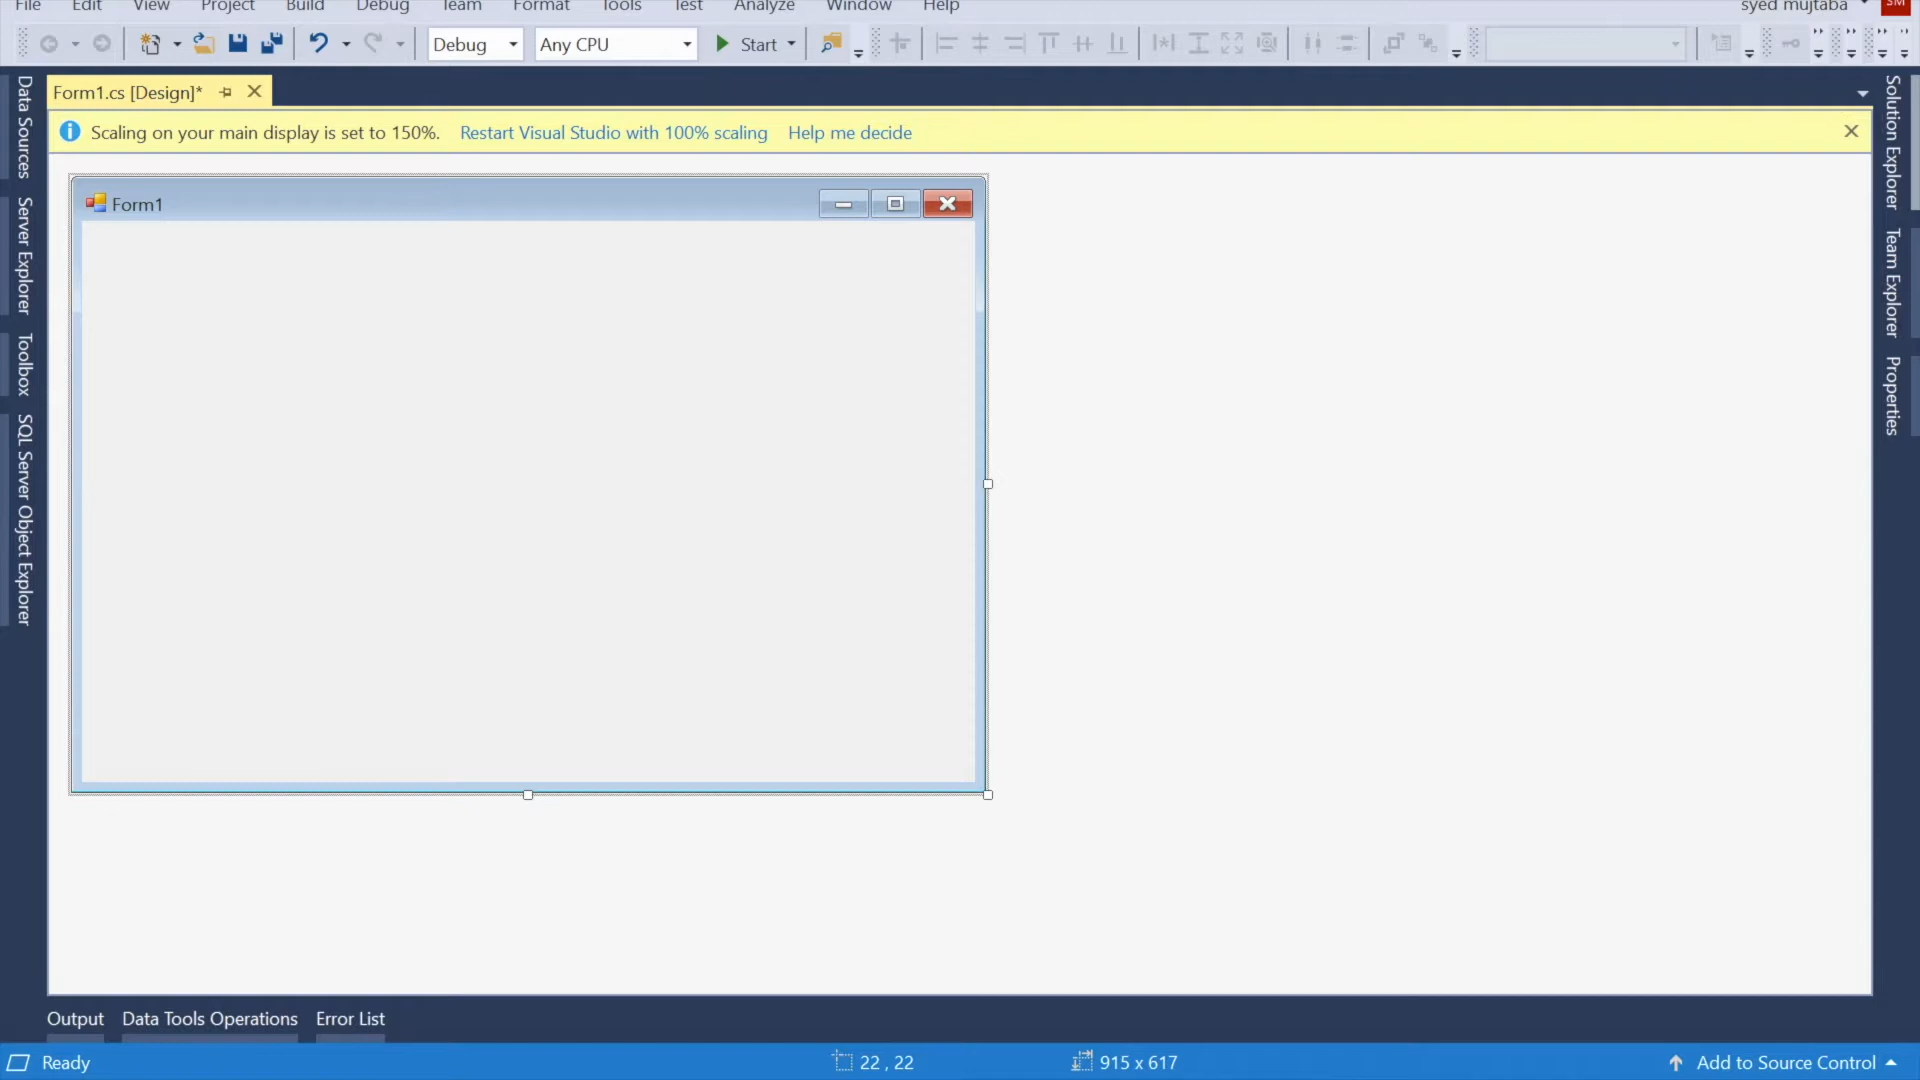 File Edit View Project Build Debug Team Format Tools Test Analyze Window Help syed mujtaba SM
Debug Any CPU Start
Form1.cs [Design]*
Scaling on your main display is set to 150%. Restart Visual Studio with 100% scaling Help me decide
Form1
Data Sources
Server Explorer
Toolbox
SQL Server Object Explorer
Solution Explorer
Team Explorer
Properties
Output Data Tools Operations Error List
Ready 22 , 22 915 x 617 Add to Source Control